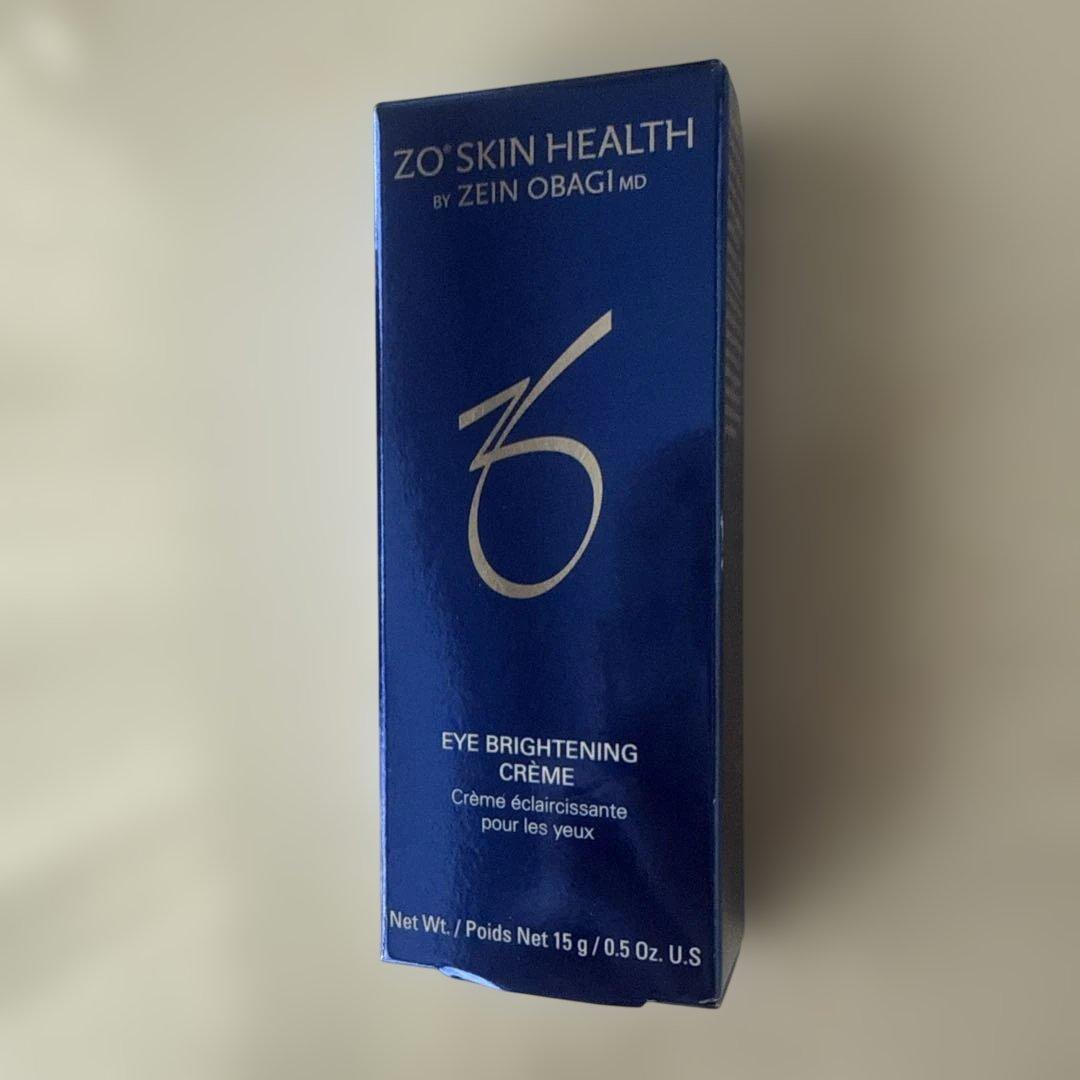 ZO® SKIN HEALTH
BY ZEIN OBAGI MD
ZO
EYE BRIGHTENING
CRÈME
Crème éclaircissante
pour les yeux
Net Wt. / Poids Net 15 g / 0.5 Oz. U.S